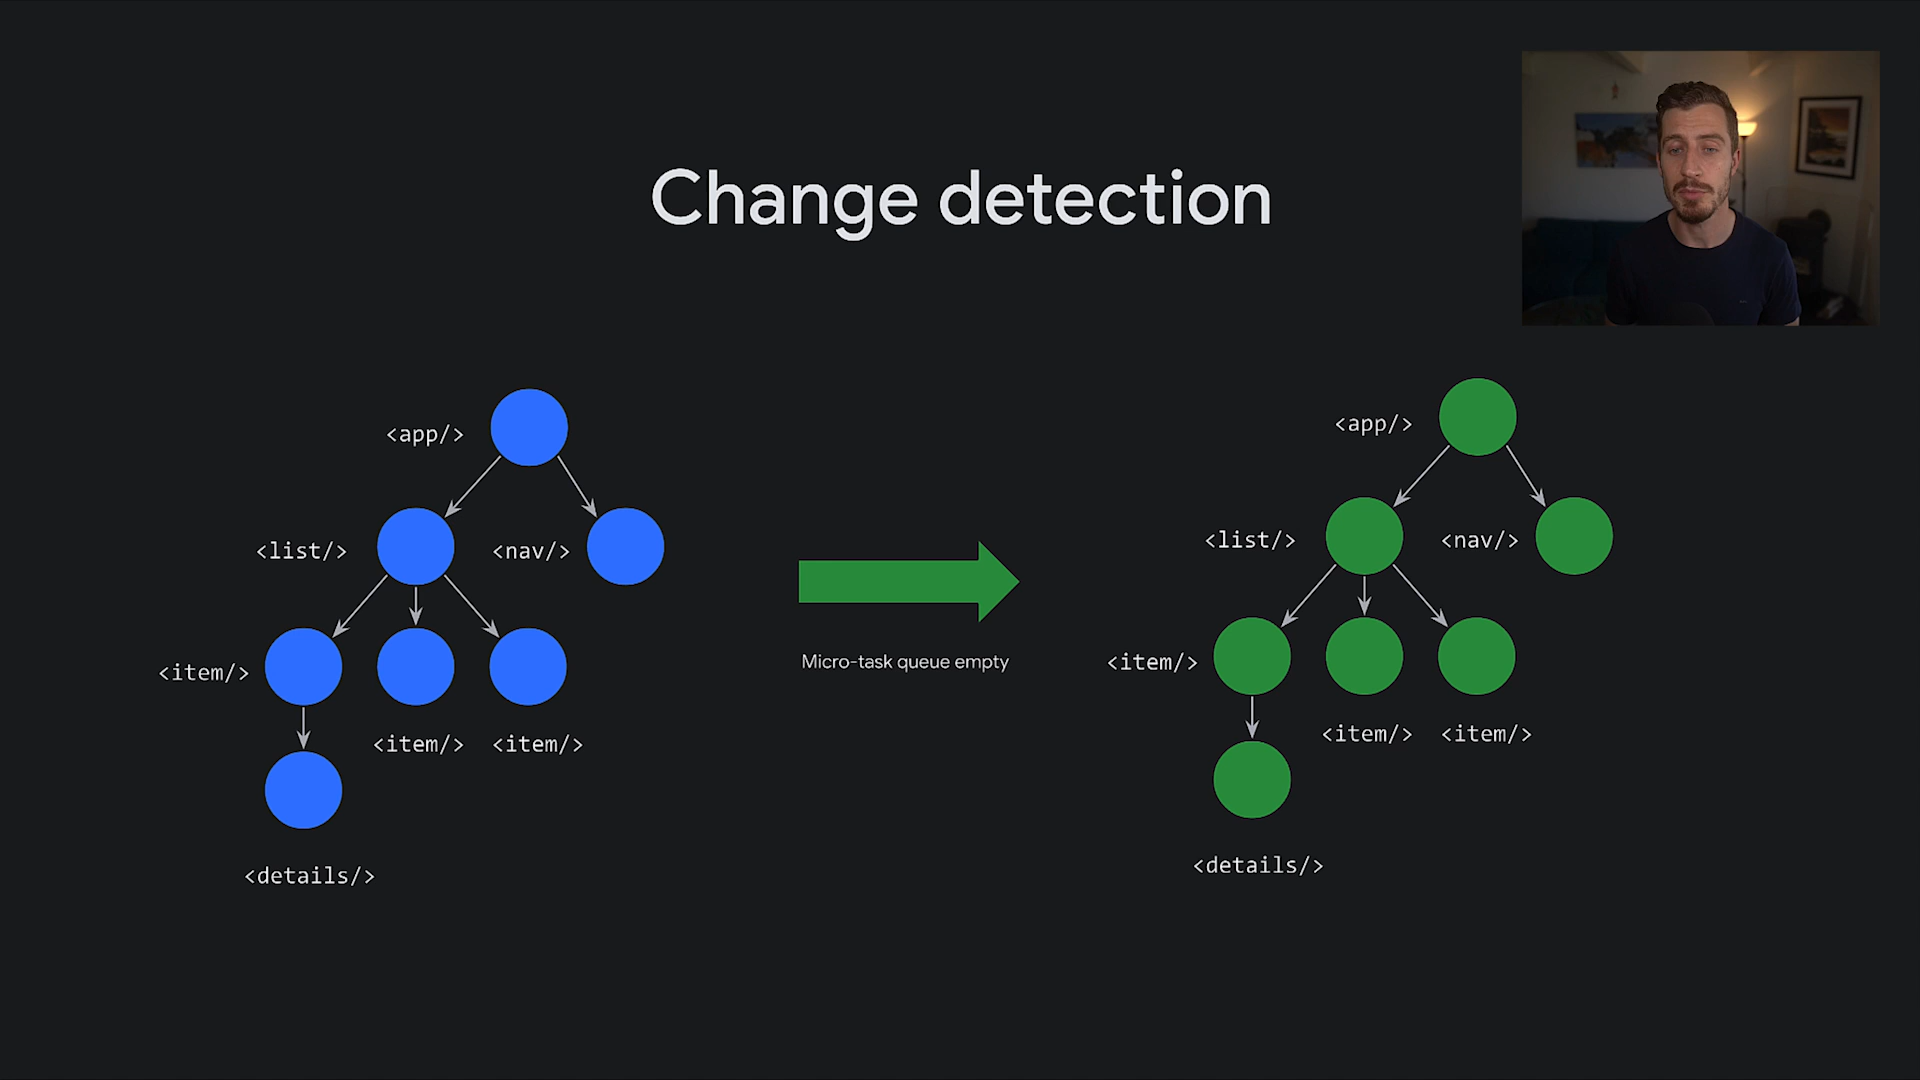 Change detection
<app/>
<list/>
<nav/>
<item/>
<item/>
<item/>
<details/>
Micro-task queue empty
<app/>
<list/>
<nav/>
<item/>
<item/>
<item/>
<details/>